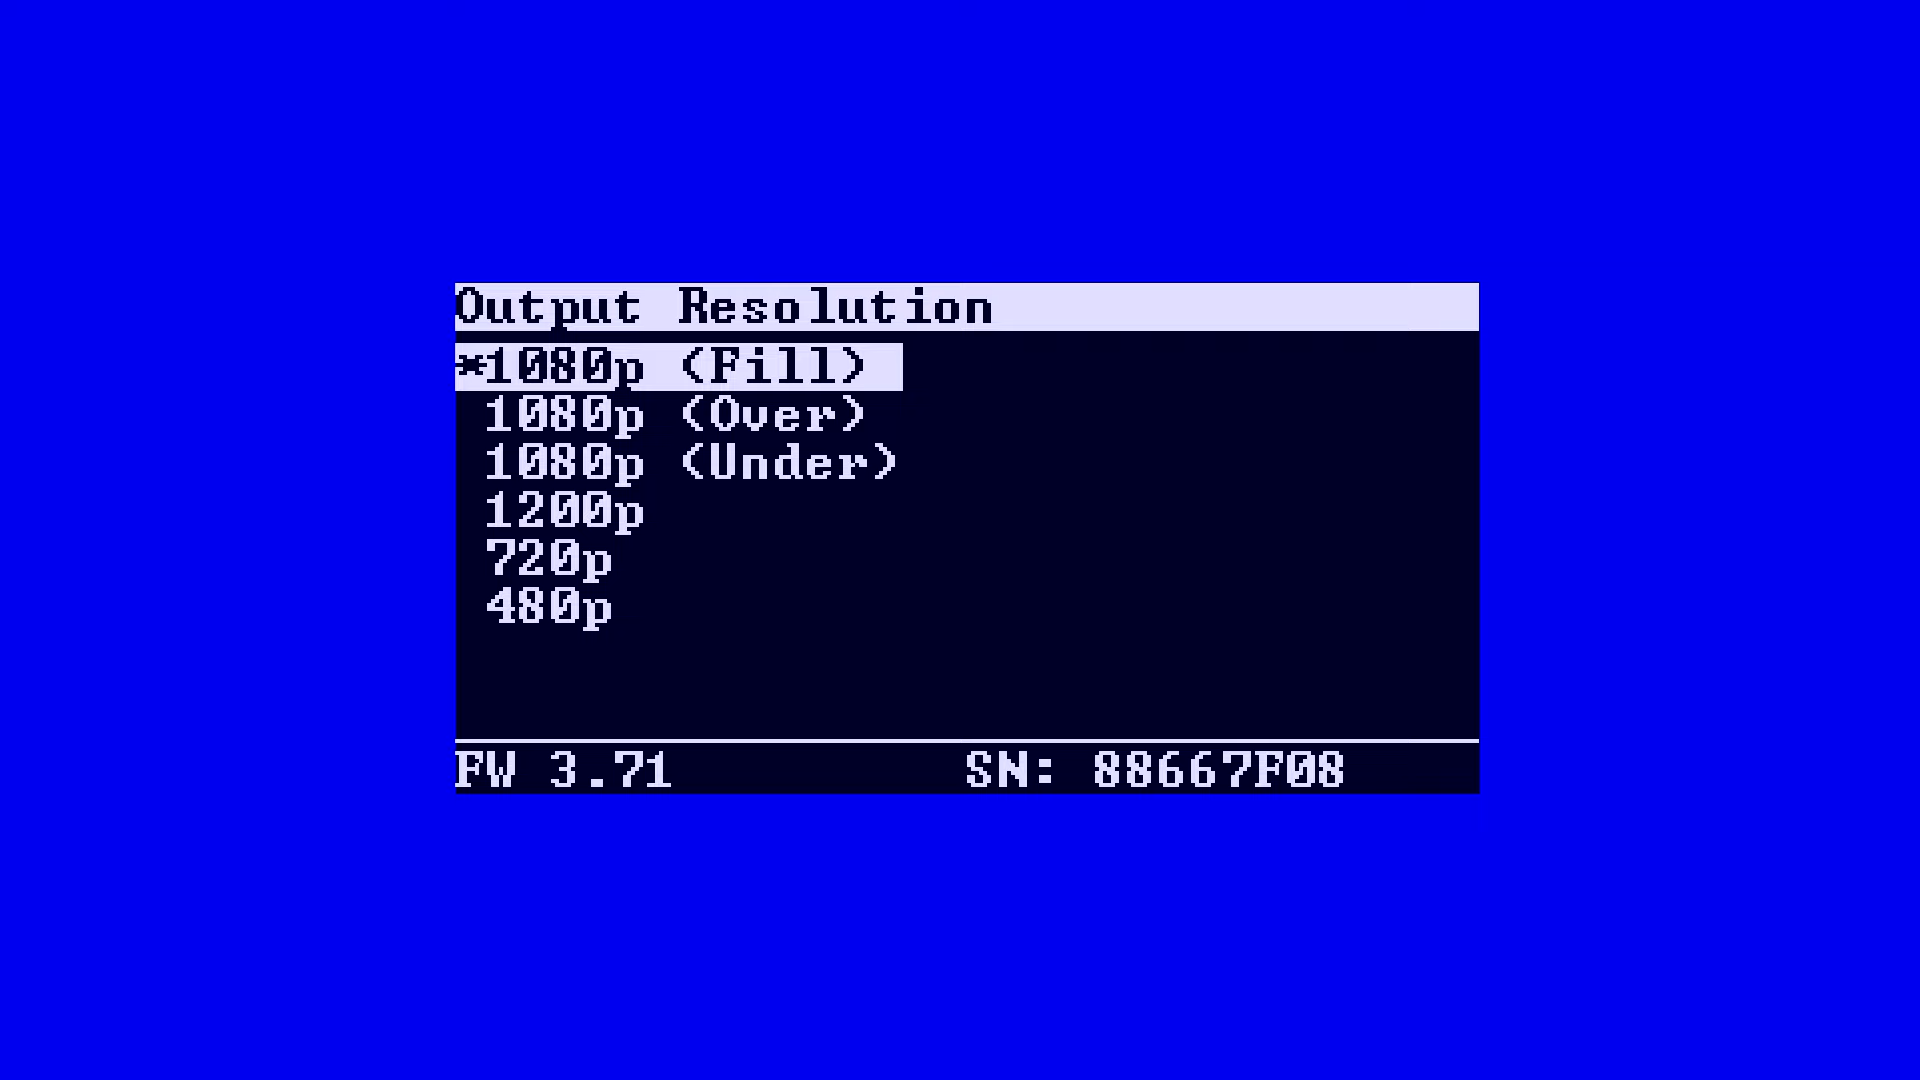 Output Resolution
*1080p (Fill)
1080p (Over)
1080p (Under)
1200p
720p
480p
FW 3.71 SN: 88667F08